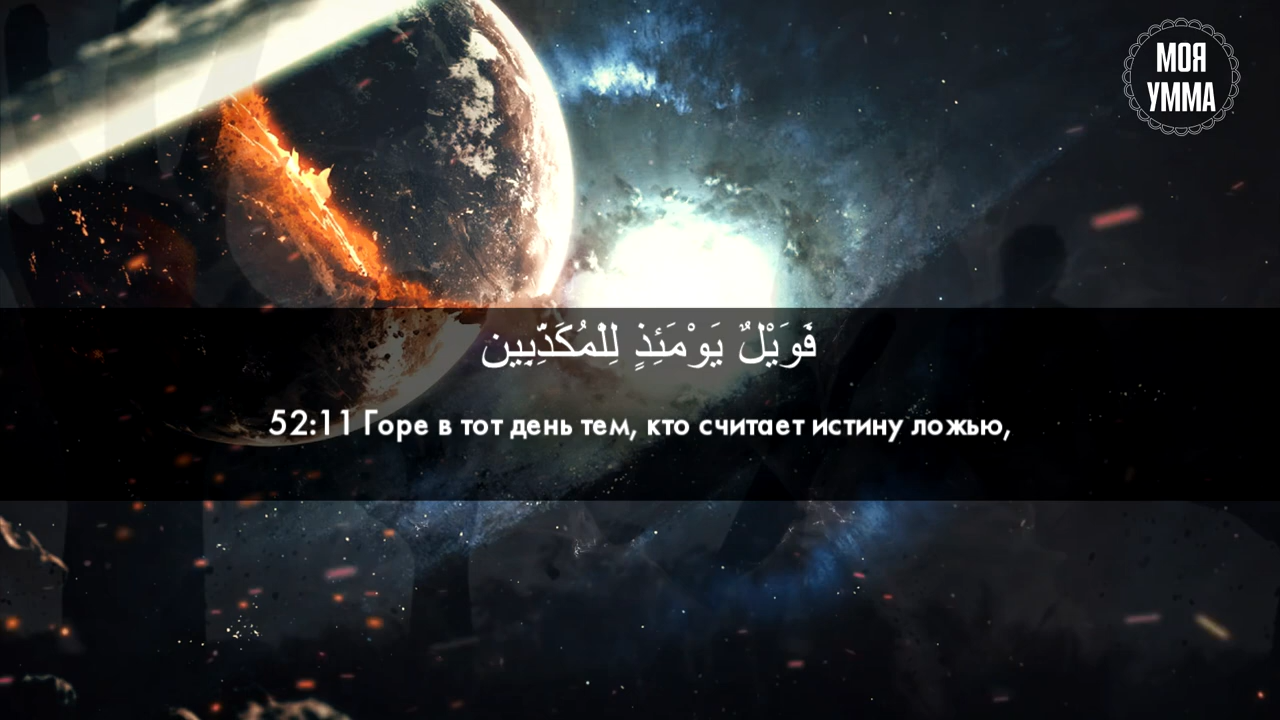 МОЯ
УММА
فَوَيْلٌ يَوْمَئِذٍ لِلْمُكَذِّبِين
52:11 Горе в тот день тем, кто считает истину ложью,